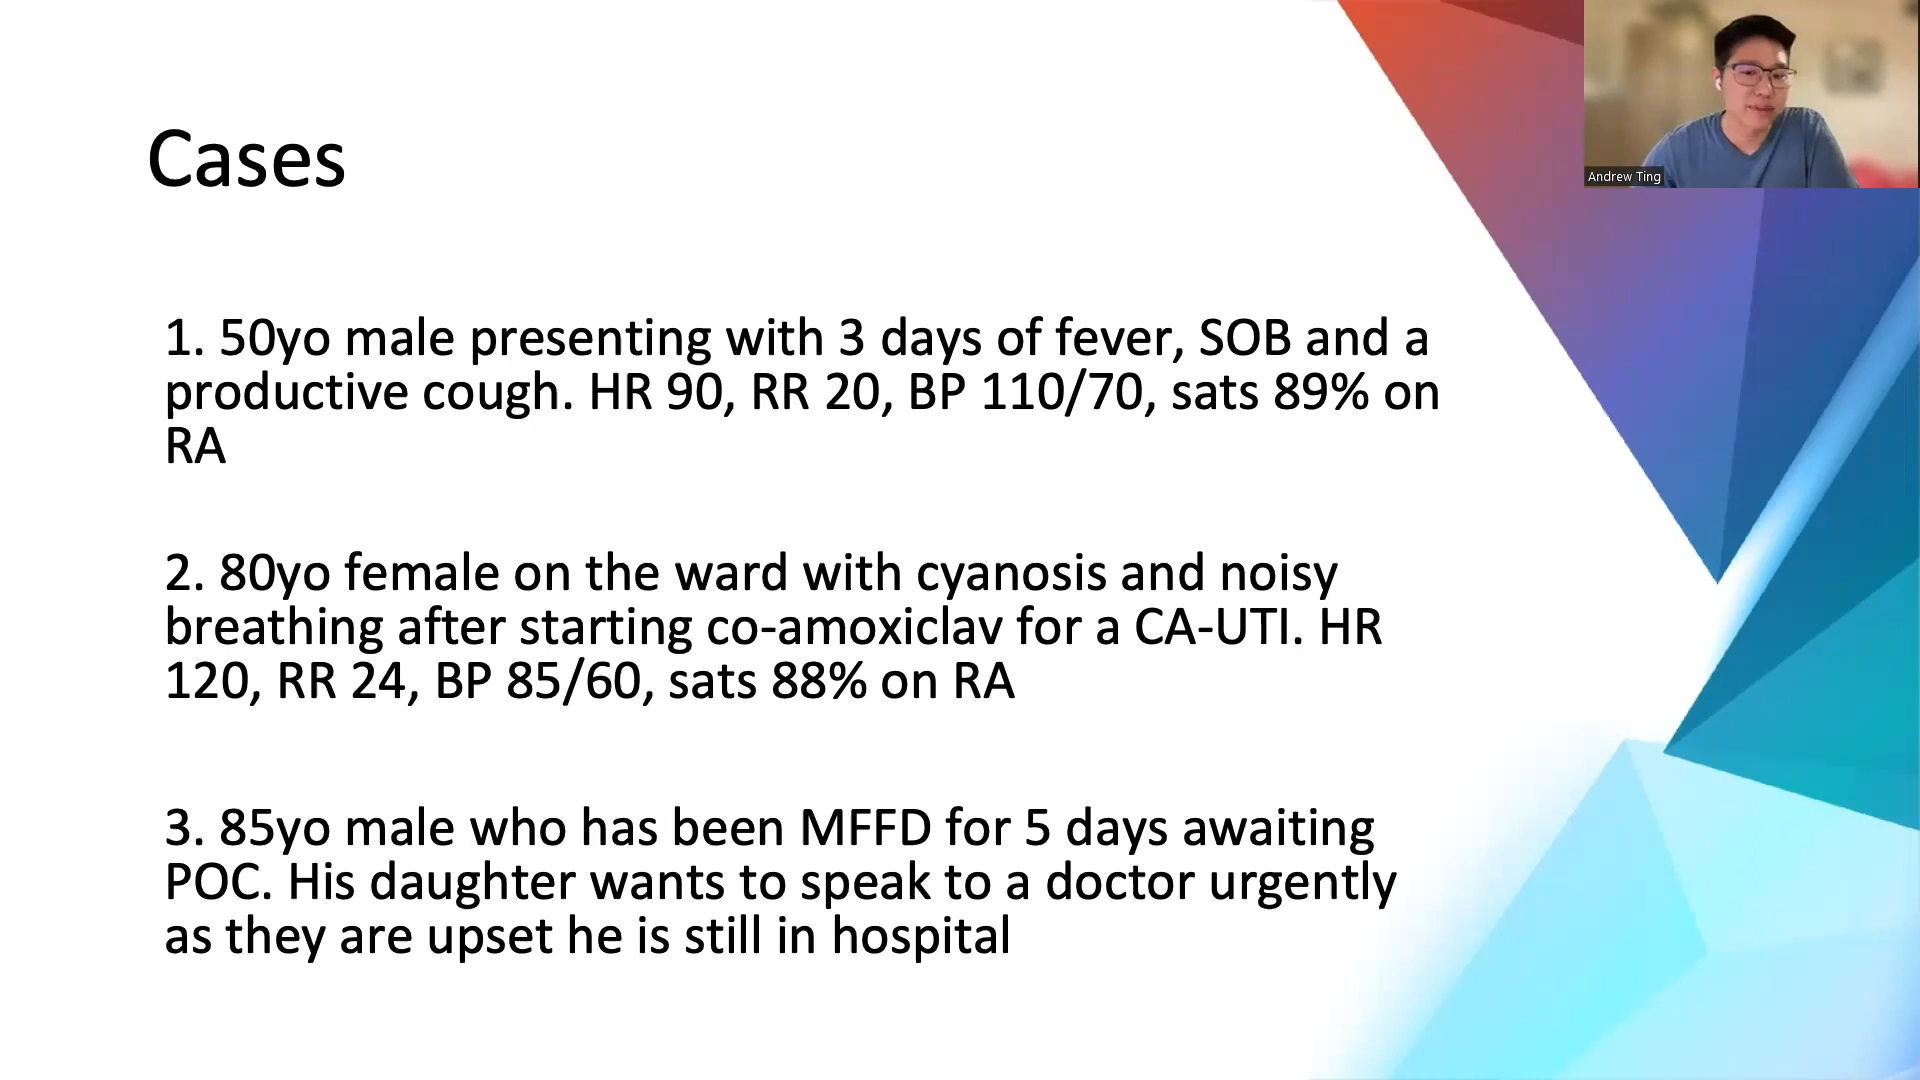 Cases
1. 50yo male presenting with 3 days of fever, SOB and a
productive cough. HR 90, RR 20, BP 110/70, sats 89% on
RA
2. 80yo female on the ward with cyanosis and noisy
breathing after starting co-amoxiclav for a CA-UTI. HR
120, RR 24, BP 85/60, sats 88% on RA
3. 85yo male who has been MFFD for 5 days awaiting
POC. His daughter wants to speak to a doctor urgently
as they are upset he is still in hospital
Andrew Ting